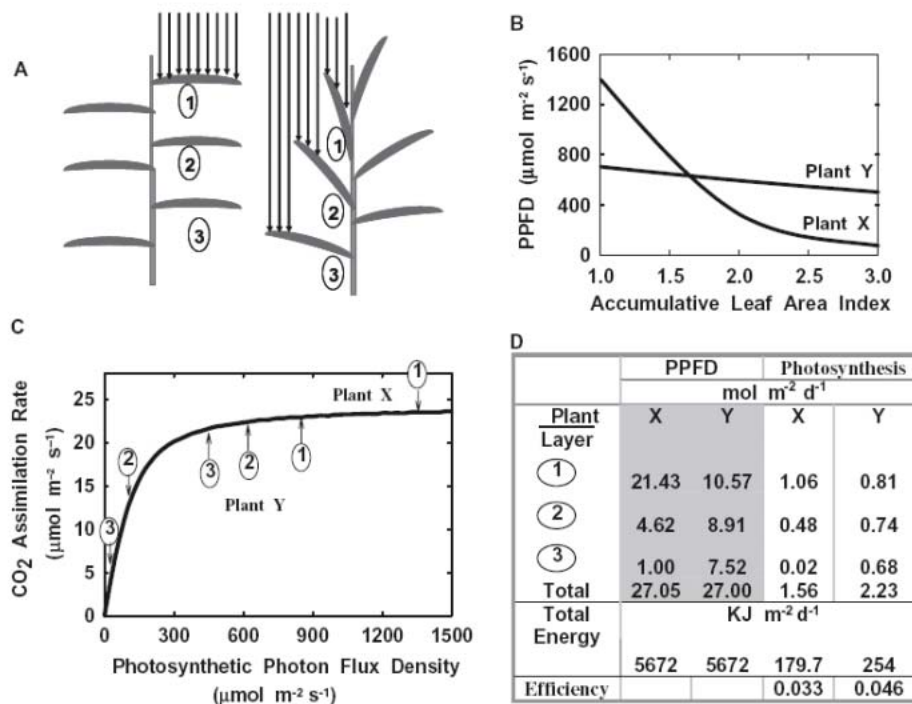 A
1
2
3
1
2
3
B
PPFD (μmol m-2 s-1)
1600
1200
800
400
0
Plant Y
Plant X
1.0 1.5 2.0 2.5 3.0
Accumulative Leaf Area Index
C
CO2 Assimilation Rate
(μmol m-2 s-1)
25
20
15
10
5
0
1
Plant X
2
3 2 1
Plant Y
3
0 300 600 900 1200 1500
Photosynthetic Photon Flux Density
(μmol m-2 s-1)
D
PPFD Photosynthesis
mol m-2 d-1
Plant X Y X Y
Layer
1
21.43 10.57 1.06 0.81
2
4.62 8.91 0.48 0.74
3
1.00 7.52 0.02 0.68
Total 27.05 27.00 1.56 2.23
Total KJ m-2 d-1
Energy
5672 5672 179.7 254
Efficiency 0.033 0.046